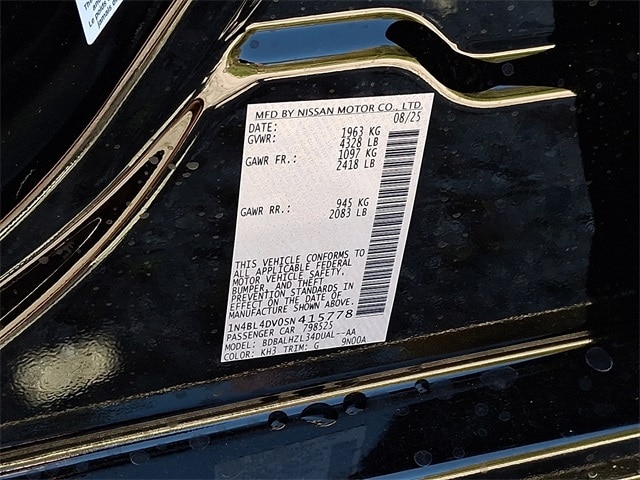 MFD BY NISSAN MOTOR CO., LTD.
DATE: 08/25
GVWR: 1963 KG
4328 LB
GAWR FR.: 1097 KG
2418 LB
GAWR RR.: 945 KG
2083 LB
THIS VEHICLE CONFORMS TO
ALL APPLICABLE FEDERAL
MOTOR VEHICLE SAFETY,
BUMPER, AND THEFT
PREVENTION STANDARDS IN
EFFECT ON THE DATE OF
MANUFACTURE SHOWN ABOVE.
1N4BL4DV0SN415778
PASSENGER CAR 798525
MODEL: BDBALHZL34DUAL--AA
COLOR: KH3 TRIM: G 9N00A